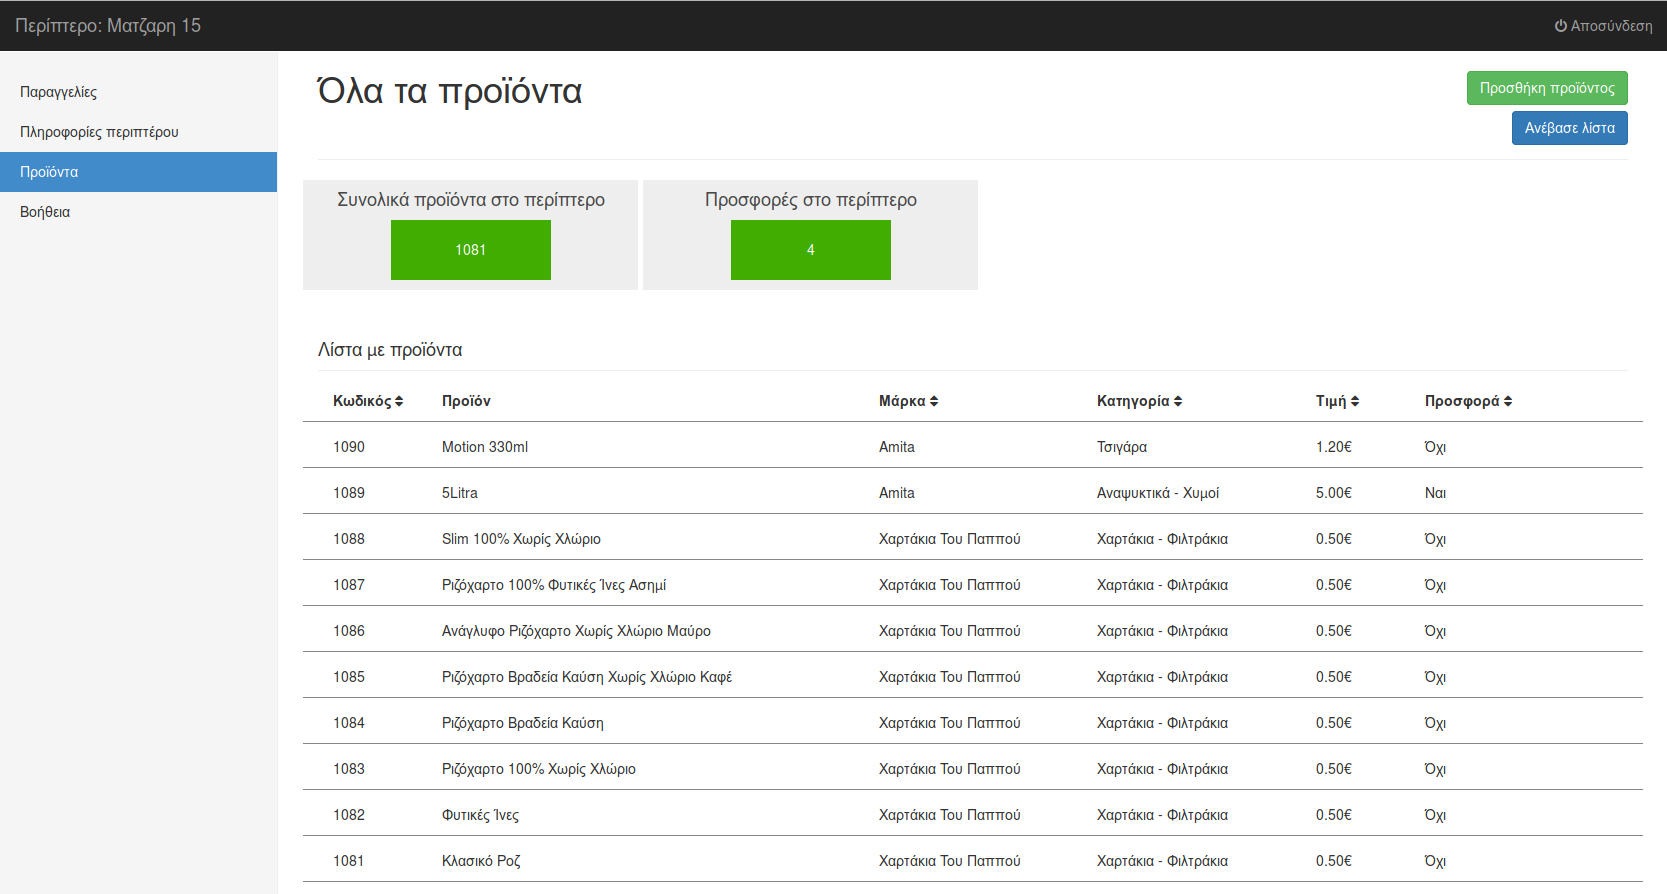 Περίπτερο: Ματζαρη 15
Αποσύνδεση
Παραγγελίες
Πληροφορίες περιπτέρου
Προϊόντα
Βοήθεια
Όλα τα προϊόντα
Προσθήκη προϊόντος
Ανέβασε λίστα
Συνολικά προϊόντα στο περίπτερο
1081
Προσφορές στο περίπτερο
4
Λίστα με προϊόντα
Κωδικός Προϊόν Μάρκα Κατηγορία Τιμή Προσφορά
1090 Motion 330ml Amita Τσιγάρα 1.20€ Όχι
1089 5Litra Amita Αναψυκτικά - Χυμοί 5.00€ Ναι
1088 Slim 100% Χωρίς Χλώριο Χαρτάκια Του Παππού Χαρτάκια - Φιλτράκια 0.50€ Όχι
1087 Ριζόχαρτο 100% Φυτικές Ίνες Ασημί Χαρτάκια Του Παππού Χαρτάκια - Φιλτράκια 0.50€ Όχι
1086 Ανάγλυφο Ριζόχαρτο Χωρίς Χλώριο Μαύρο Χαρτάκια Του Παππού Χαρτάκια - Φιλτράκια 0.50€ Όχι
1085 Ριζόχαρτο Βραδεία Καύση Χωρίς Χλώριο Καφέ Χαρτάκια Του Παππού Χαρτάκια - Φιλτράκια 0.50€ Όχι
1084 Ριζόχαρτο Βραδεία Καύση Χαρτάκια Του Παππού Χαρτάκια - Φιλτράκια 0.50€ Όχι
1083 Ριζόχαρτο 100% Χωρίς Χλώριο Χαρτάκια Του Παππού Χαρτάκια - Φιλτράκια 0.50€ Όχι
1082 Φυτικές Ίνες Χαρτάκια Του Παππού Χαρτάκια - Φιλτράκια 0.50€ Όχι
1081 Κλασικό Ροζ Χαρτάκια Του Παππού Χαρτάκια - Φιλτράκια 0.50€ Όχι